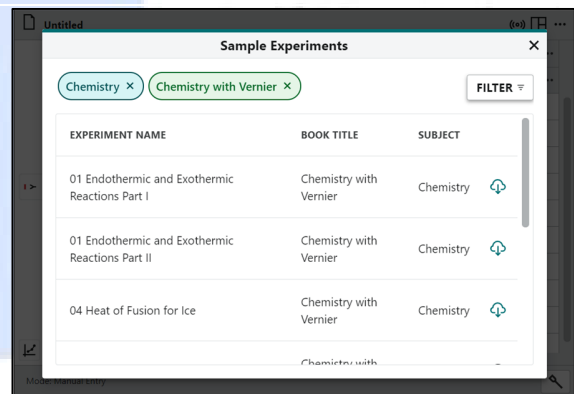 Untitled
Sample Experiments
Chemistry × Chemistry with Vernier ×
FILTER
EXPERIMENT NAME BOOK TITLE SUBJECT
01 Endothermic and Exothermic
Reactions Part I
Chemistry with
Vernier
Chemistry
01 Endothermic and Exothermic
Reactions Part II
Chemistry with
Vernier
Chemistry
04 Heat of Fusion for Ice
Chemistry with
Vernier
Chemistry
Chemistry with
Mode: Manual Entry